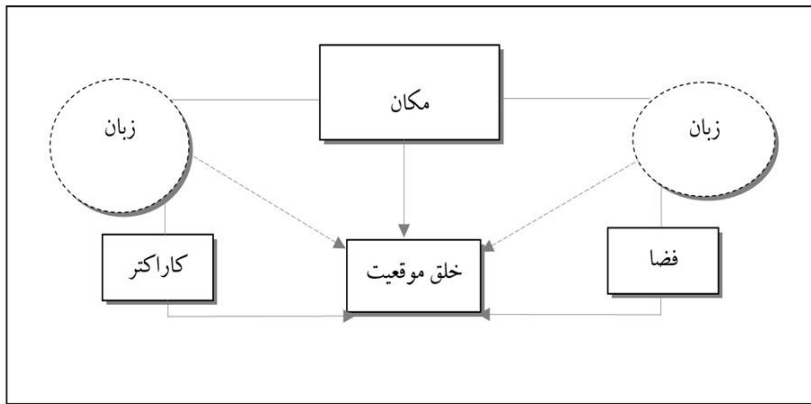 مکان
زبان
زبان
فضا
کاراکتر
خلق موقعیت